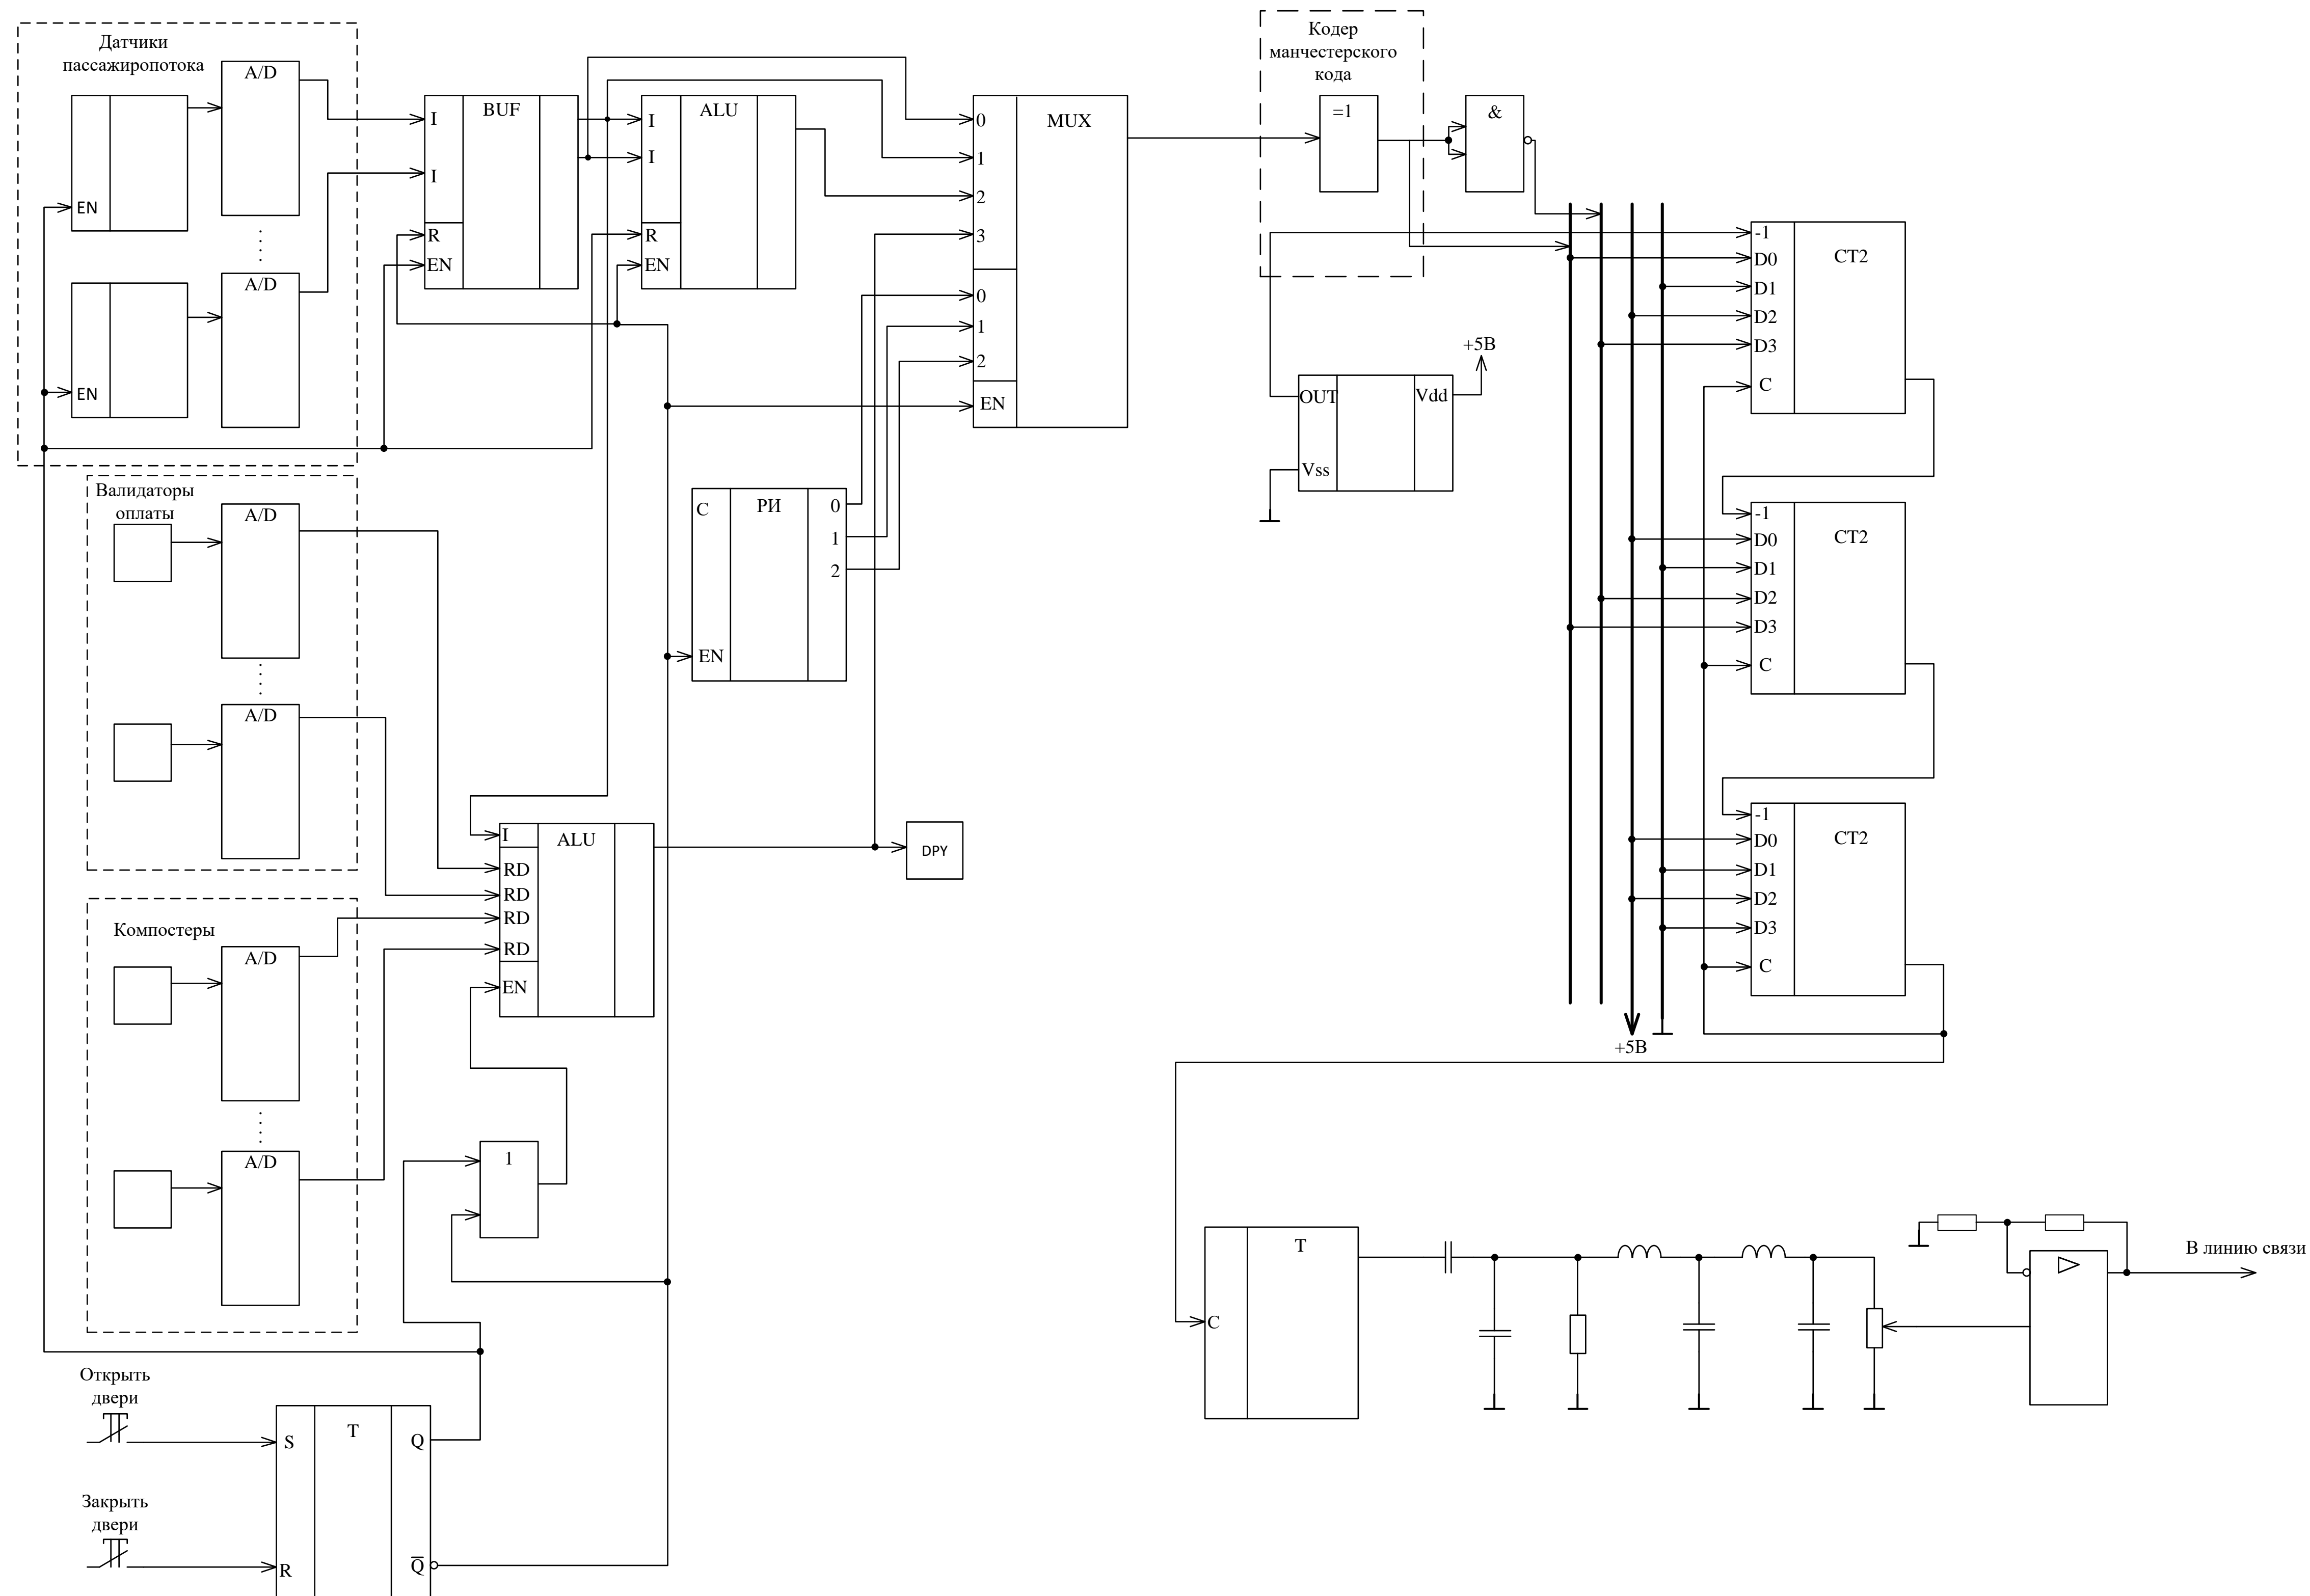 Датчики
пассажиропотока
A/D
EN
A/D
EN
BUF
I
I
R
EN
ALU
I
I
R
EN
MUX
0
1
2
3
0
1
2
EN
Кодер
манчестерского
кода
=1
&
-1
CT2
D0
D1
D2
D3
C
+5В
OUT
Vdd
Vss
-1
CT2
D0
D1
D2
D3
C
-1
CT2
D0
D1
D2
D3
C
+5В
Валидаторы
оплаты
A/D
A/D
C
РИ
0
1
2
EN
I
ALU
RD
RD
RD
RD
EN
DPY
Компостеры
A/D
A/D
1
T
C
В линию связи
Открыть
двери
Закрыть
двери
S
T
Q
R
Q̅